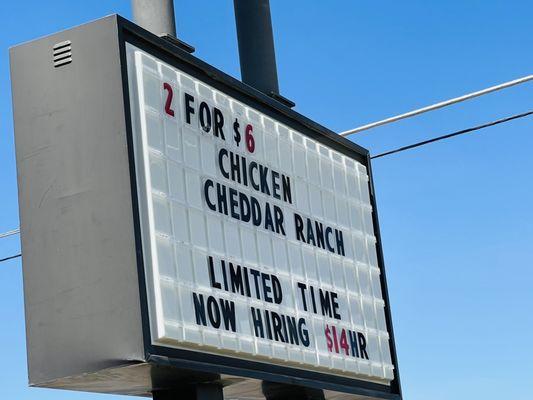 2 FOR $6
CHICKEN
CHEDDAR RANCH
LIMITED TIME
NOW HIRING $14HR